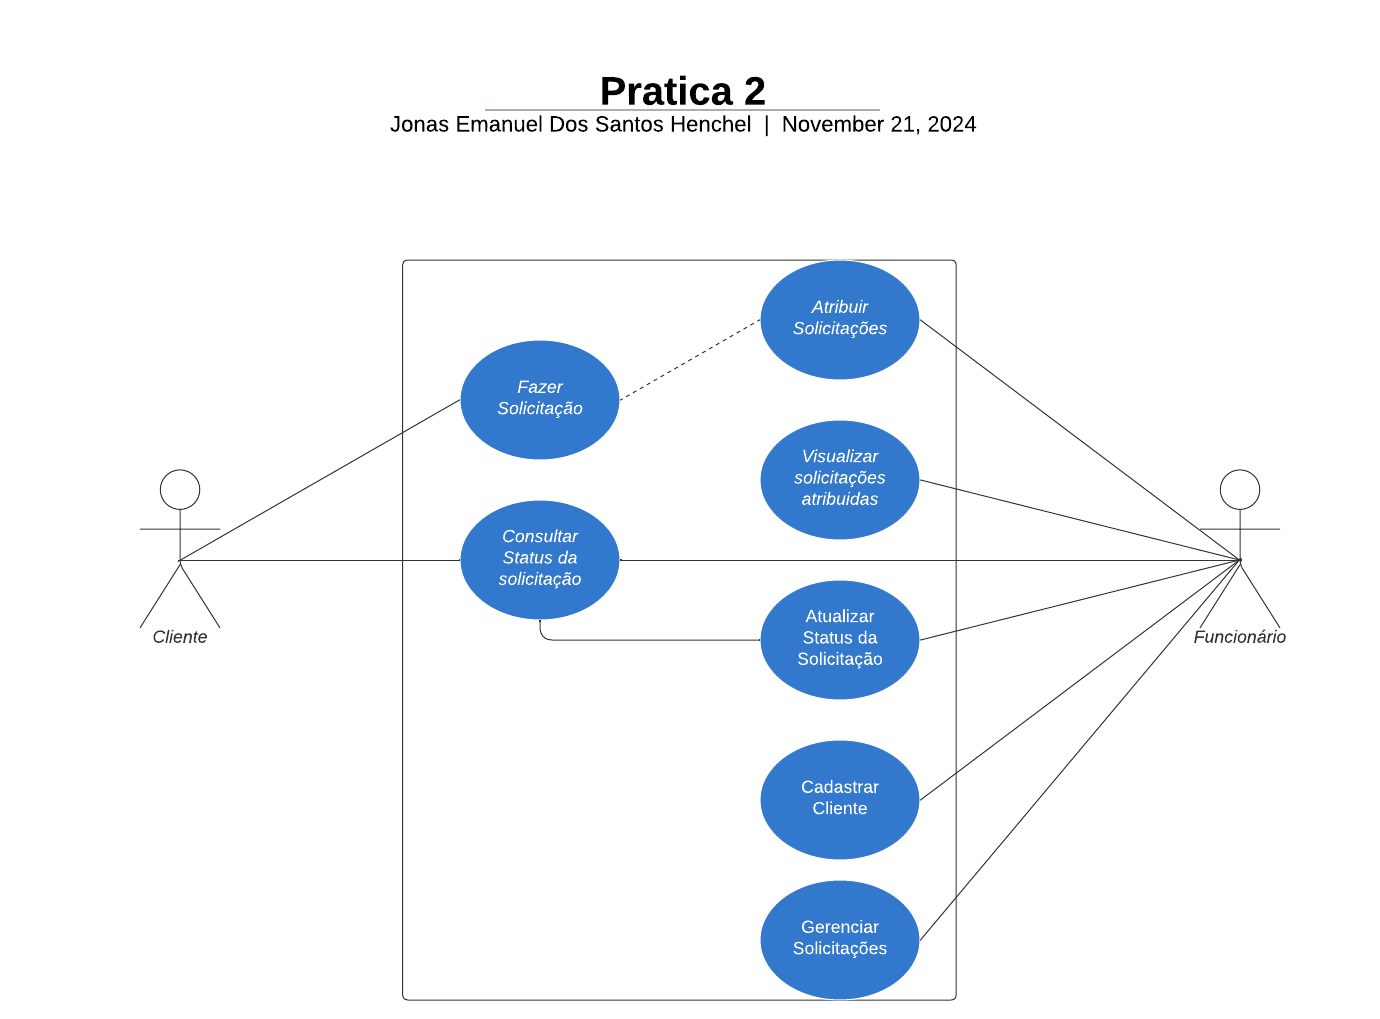 Pratica 2
Jonas Emanuel Dos Santos Henchel | November 21, 2024
Atribuir
Solicitações
Fazer
Solicitação
Visualizar
solicitações
atribuidas
Consultar
Status da
solicitação
Atualizar
Status da
Solicitação
Cliente
Funcionário
Cadastrar
Cliente
Gerenciar
Solicitações